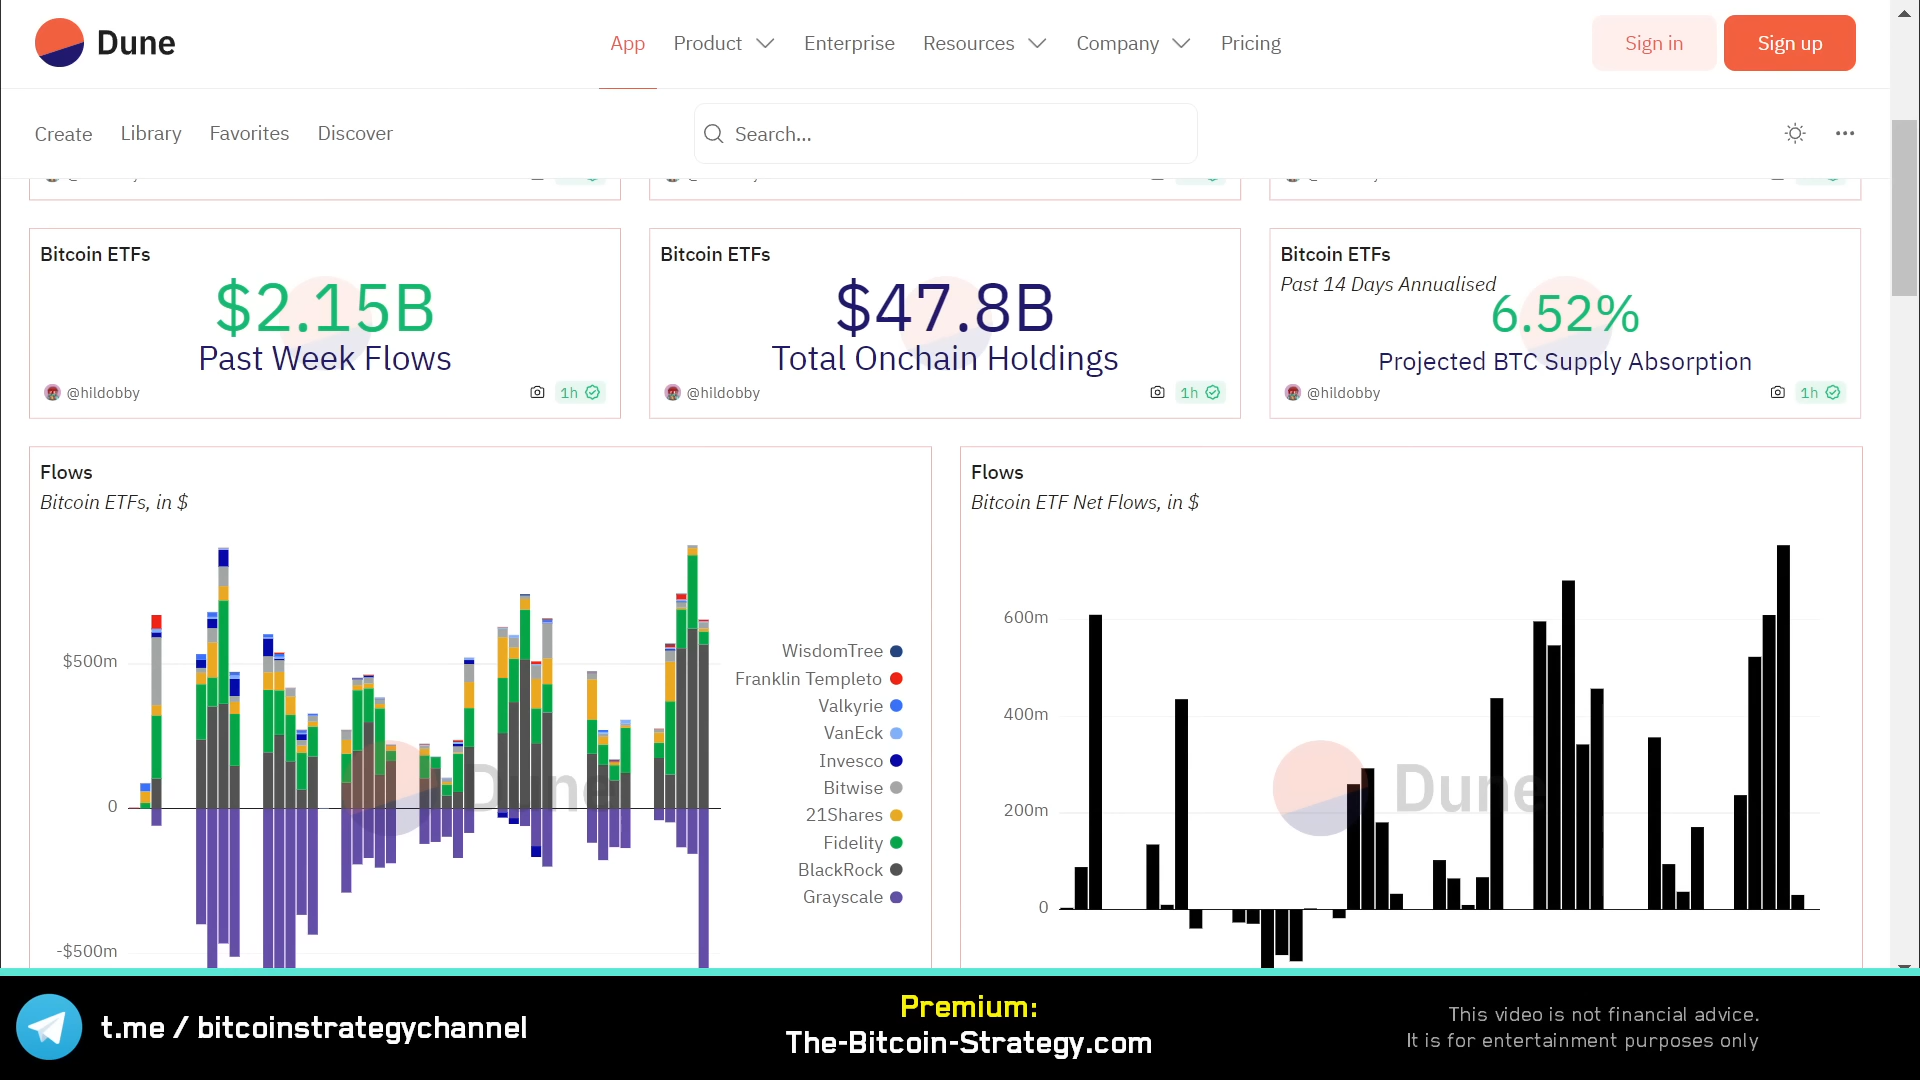 Dune
App
Product
Enterprise
Resources
Company
Pricing
Sign in
Sign up
Create
Library
Favorites
Discover
Search...
Bitcoin ETFs
$2.15B
Past Week Flows
@hildobby
1h
Bitcoin ETFs
$47.8B
Total Onchain Holdings
@hildobby
1h
Bitcoin ETFs
Past 14 Days Annualised
6.52%
Projected BTC Supply Absorption
@hildobby
1h
Flows
Bitcoin ETFs, in $
$500m
0
-$500m
Dune
WisdomTree
Franklin Templeto
Valkyrie
VanEck
Invesco
Bitwise
21Shares
Fidelity
BlackRock
Grayscale
Flows
Bitcoin ETF Net Flows, in $
600m
400m
200m
0
Dune
t.me / bitcoinstrategychannel
Premium:
The-Bitcoin-Strategy.com
This video is not financial advice.
It is for entertainment purposes only